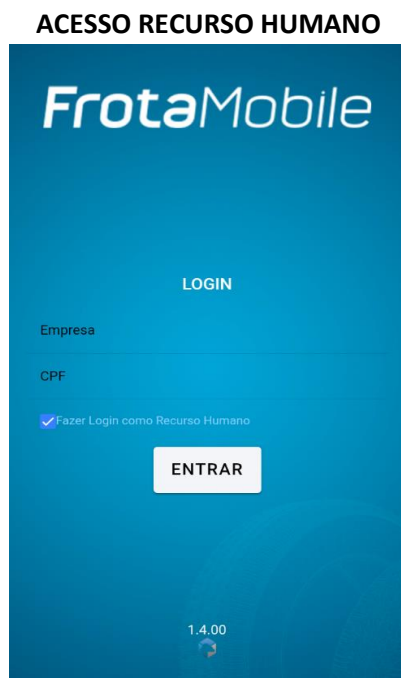 ACESSO RECURSO HUMANO
FrotaMobile
LOGIN
Empresa
CPF
Fazer Login como Recurso Humano
ENTRAR
1.4.00